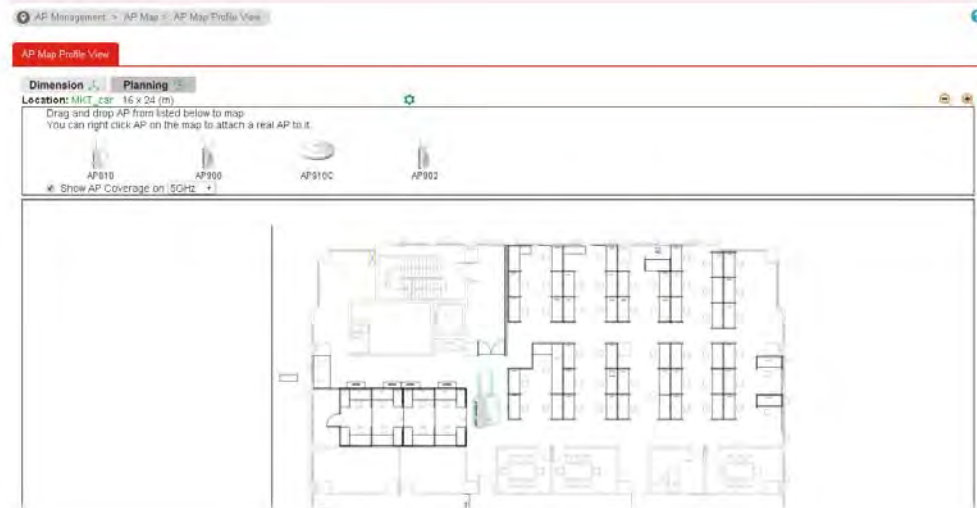 AP Management > AP Map > AP Map Profile View
AP Map Profile View
Dimension Planning
Location: MKT_car 16 x 24 (m)
Drag and drop AP from listed below to map
You can right click AP on the map to attach a real AP to it.
AP810 AP900 AP910C AP902
Show AP Coverage on 5GHz